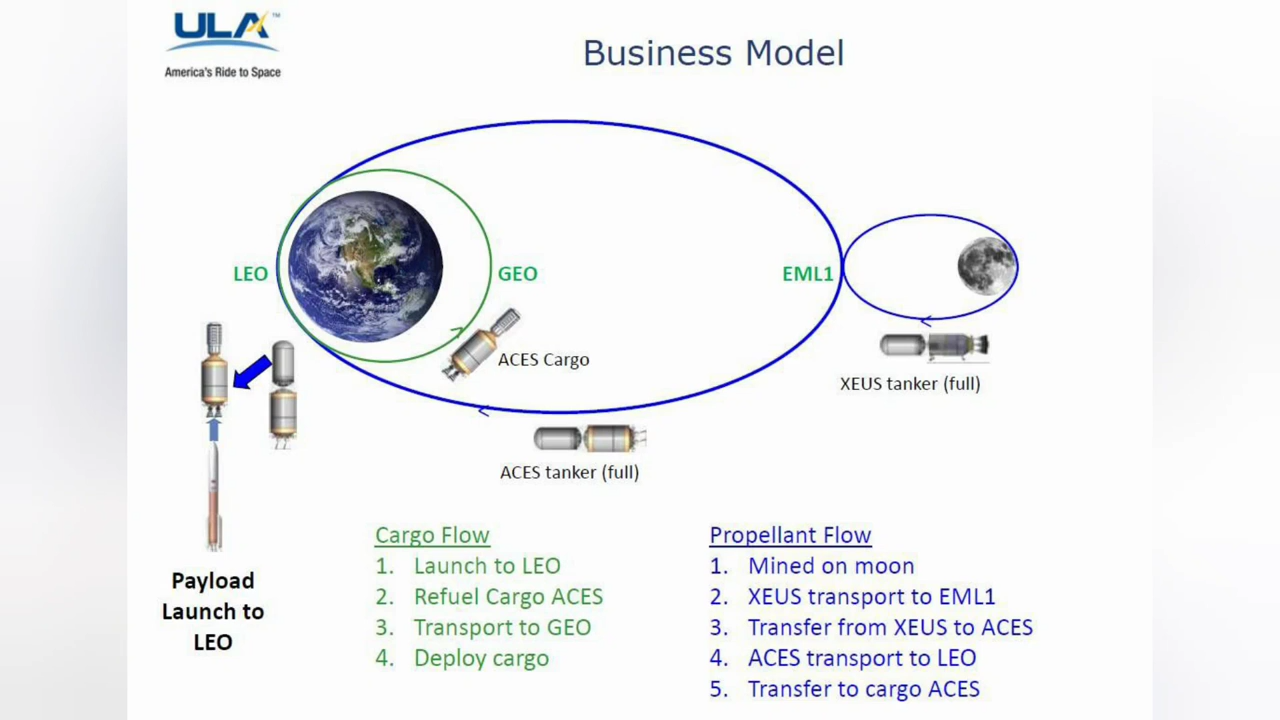 ULA™
America's Ride to Space
Business Model
LEO
GEO
EML1
ACES Cargo
XEUS tanker (full)
ACES tanker (full)
Payload
Launch to
LEO
Cargo Flow
1. Launch to LEO
2. Refuel Cargo ACES
3. Transport to GEO
4. Deploy cargo
Propellant Flow
1. Mined on moon
2. XEUS transport to EML1
3. Transfer from XEUS to ACES
4. ACES transport to LEO
5. Transfer to cargo ACES